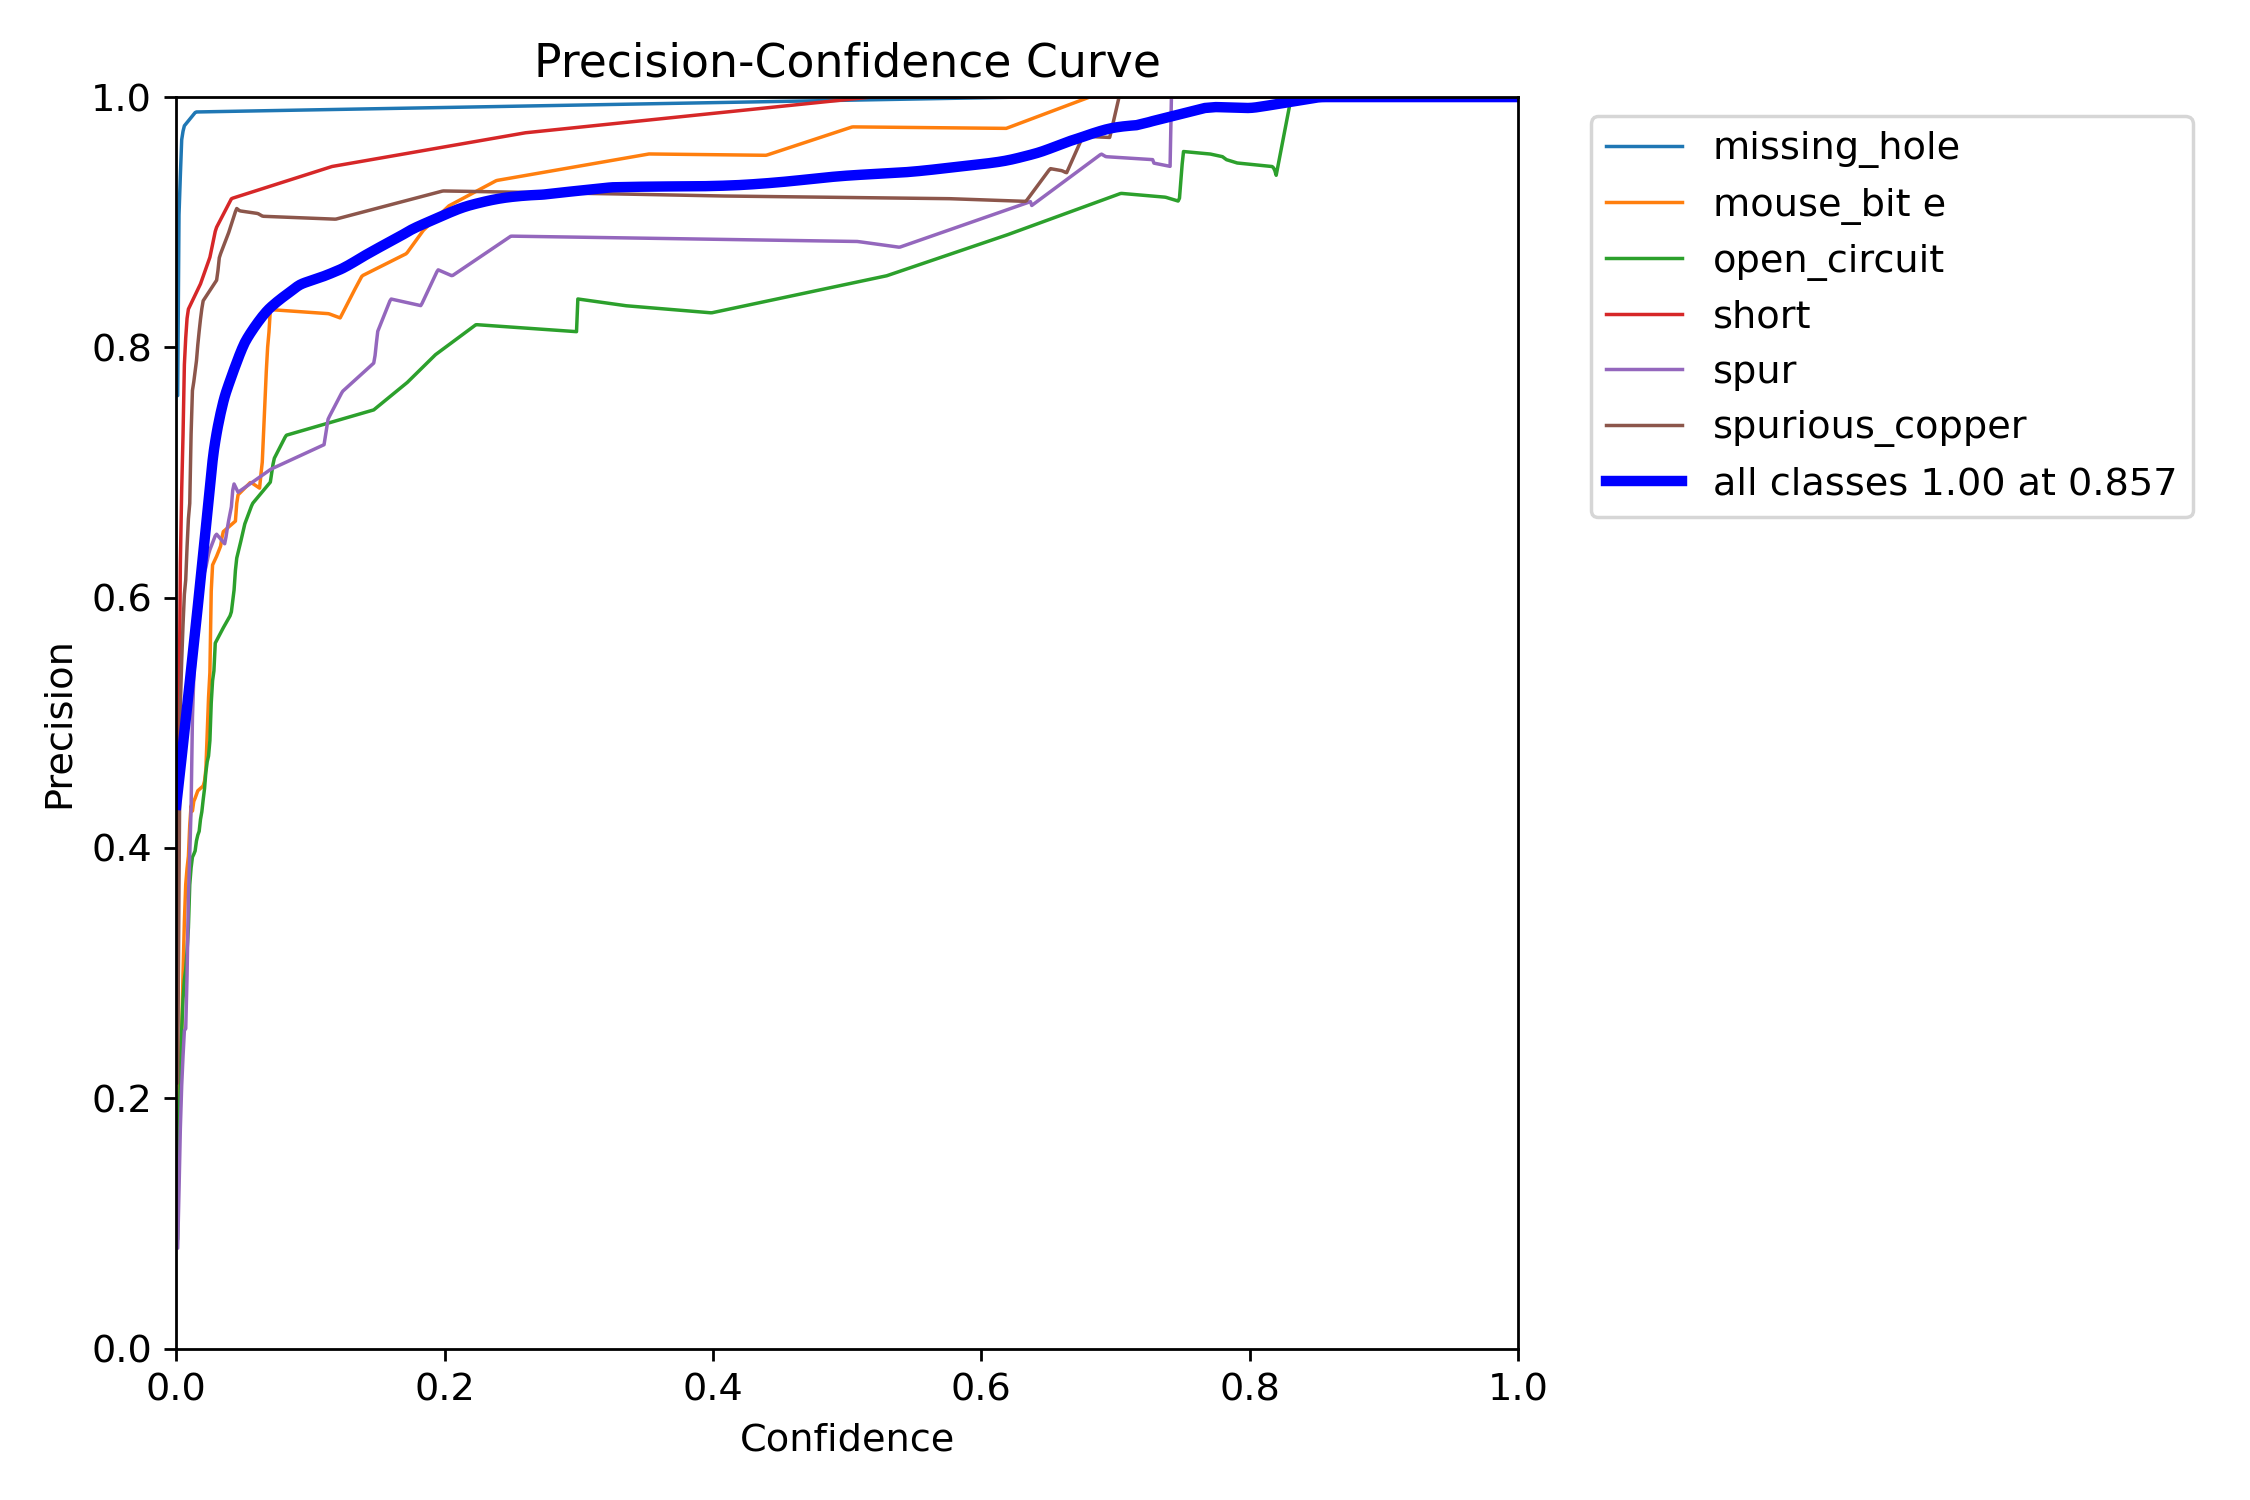 Precision-Confidence Curve
1.0
0.8
0.6
0.4
0.2
0.0
Precision
0.0 0.2 0.4 0.6 0.8 1.0
Confidence
missing_hole
mouse_bit e
open_circuit
short
spur
spurious_copper
all classes 1.00 at 0.857